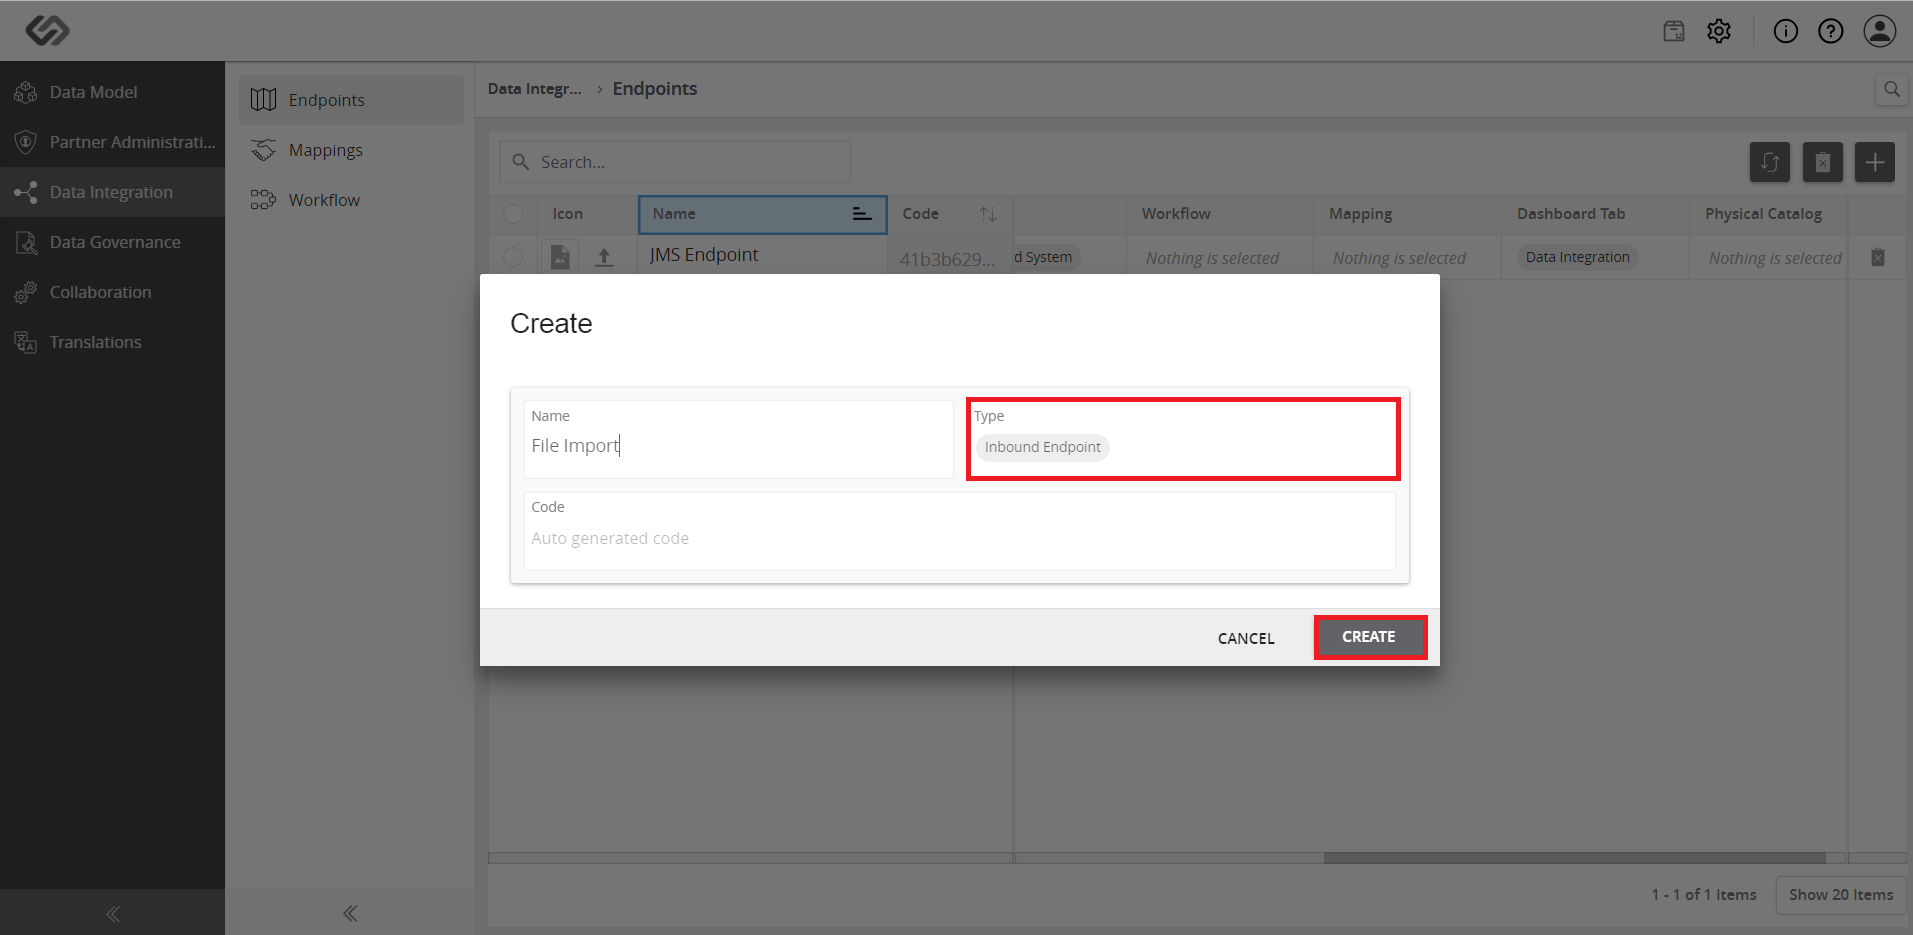 Data Model
Partner Administrati...
Data Integration
Data Governance
Collaboration
Translations
Endpoints
Mappings
Workflow
Data Integr... › Endpoints
Search...
Icon Name Code Workflow Mapping Dashboard Tab Physical Catalog
JMS Endpoint 41b3b629... d System Nothing is selected Nothing is selected Data Integration Nothing is selected
Create
Name
File Import
Type
Inbound Endpoint
Code
Auto generated code
CANCEL CREATE
1 - 1 of 1 Items Show 20 Items